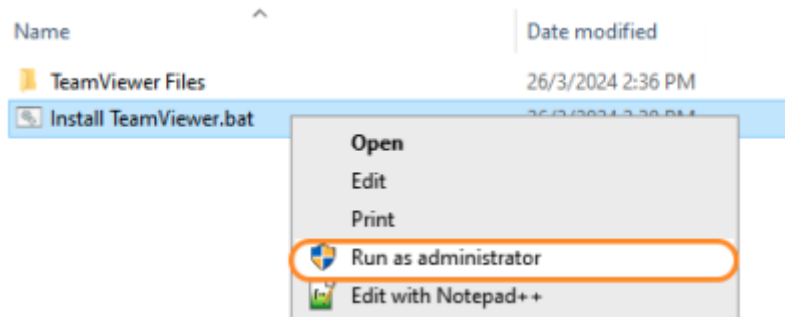 Name Date modified
TeamViewer Files 26/3/2024 2:36 PM
Install TeamViewer.bat
Open
Edit
Print
Run as administrator
Edit with Notepad++